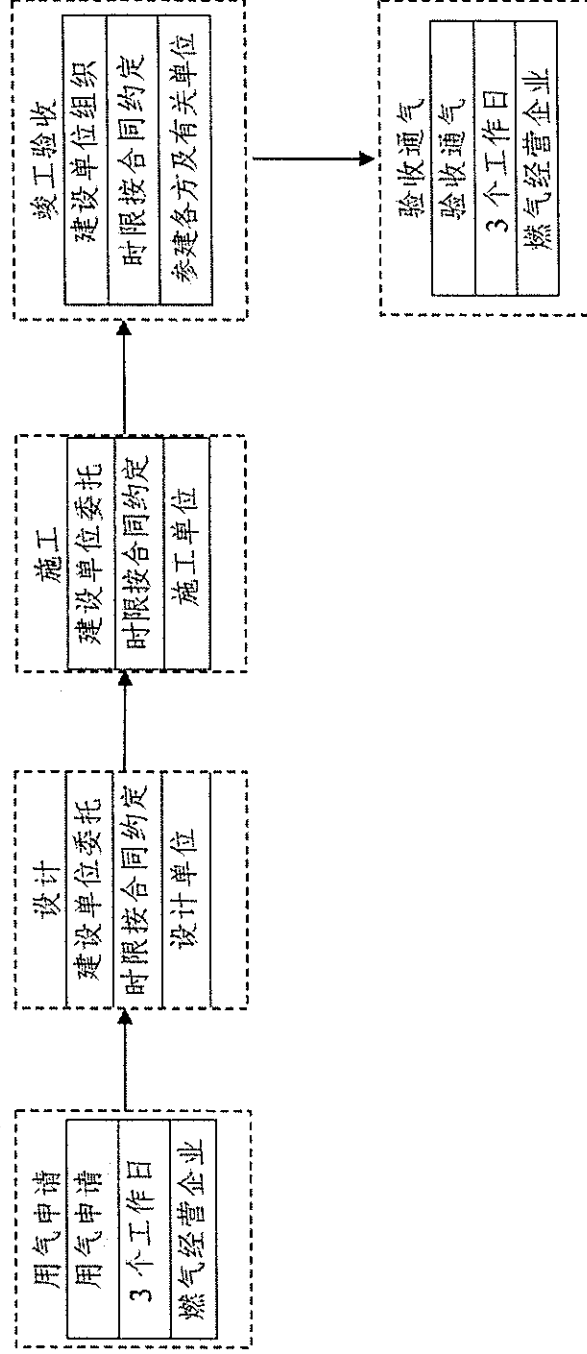 用气申请
用气申请
3个工作日
燃气经营企业
设计
建设单位委托
时限按合同约定
设计单位
施工
建设单位委托
时限按合同约定
施工单位
竣工验收
建设单位组织
时限按合同约定
参建各方及有关单位
验收通气
验收通气
3个工作日
燃气经营企业